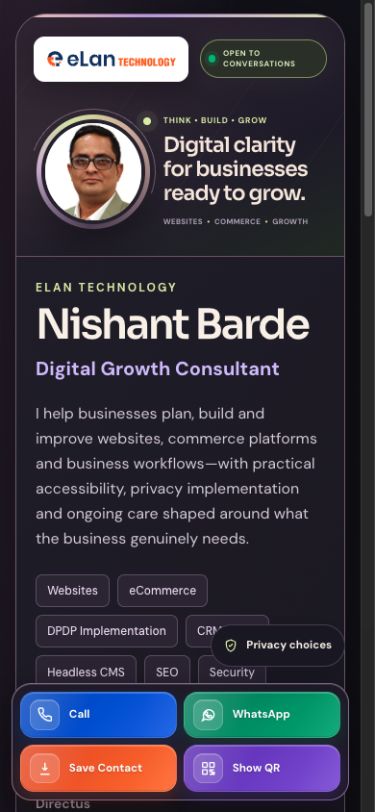 eLan TECHNOLOGY
OPEN TO
CONVERSATIONS
THINK • BUILD • GROW
Digital clarity
for businesses
ready to grow.
WEBSITES • COMMERCE • GROWTH
ELAN TECHNOLOGY
Nishant Barde
Digital Growth Consultant
I help businesses plan, build and
improve websites, commerce platforms
and business workflows—with practical
accessibility, privacy implementation
and ongoing care shaped around what
the business genuinely needs.
Websites eCommerce
DPDP Implementation CRM
Privacy choices
Headless CMS SEO Security
Call WhatsApp
Save Contact Show QR
Directus